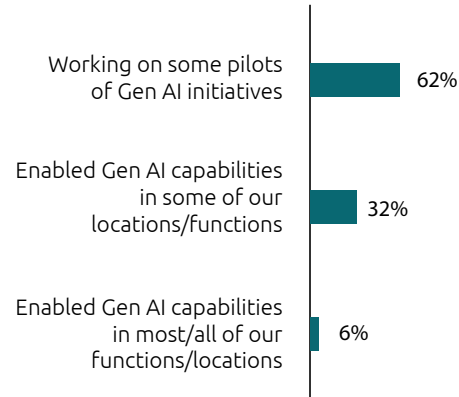 Working on some pilots
of Gen AI initiatives
62%
Enabled Gen AI capabilities
in some of our
locations/functions
32%
Enabled Gen AI capabilities
in most/all of our
functions/locations
6%